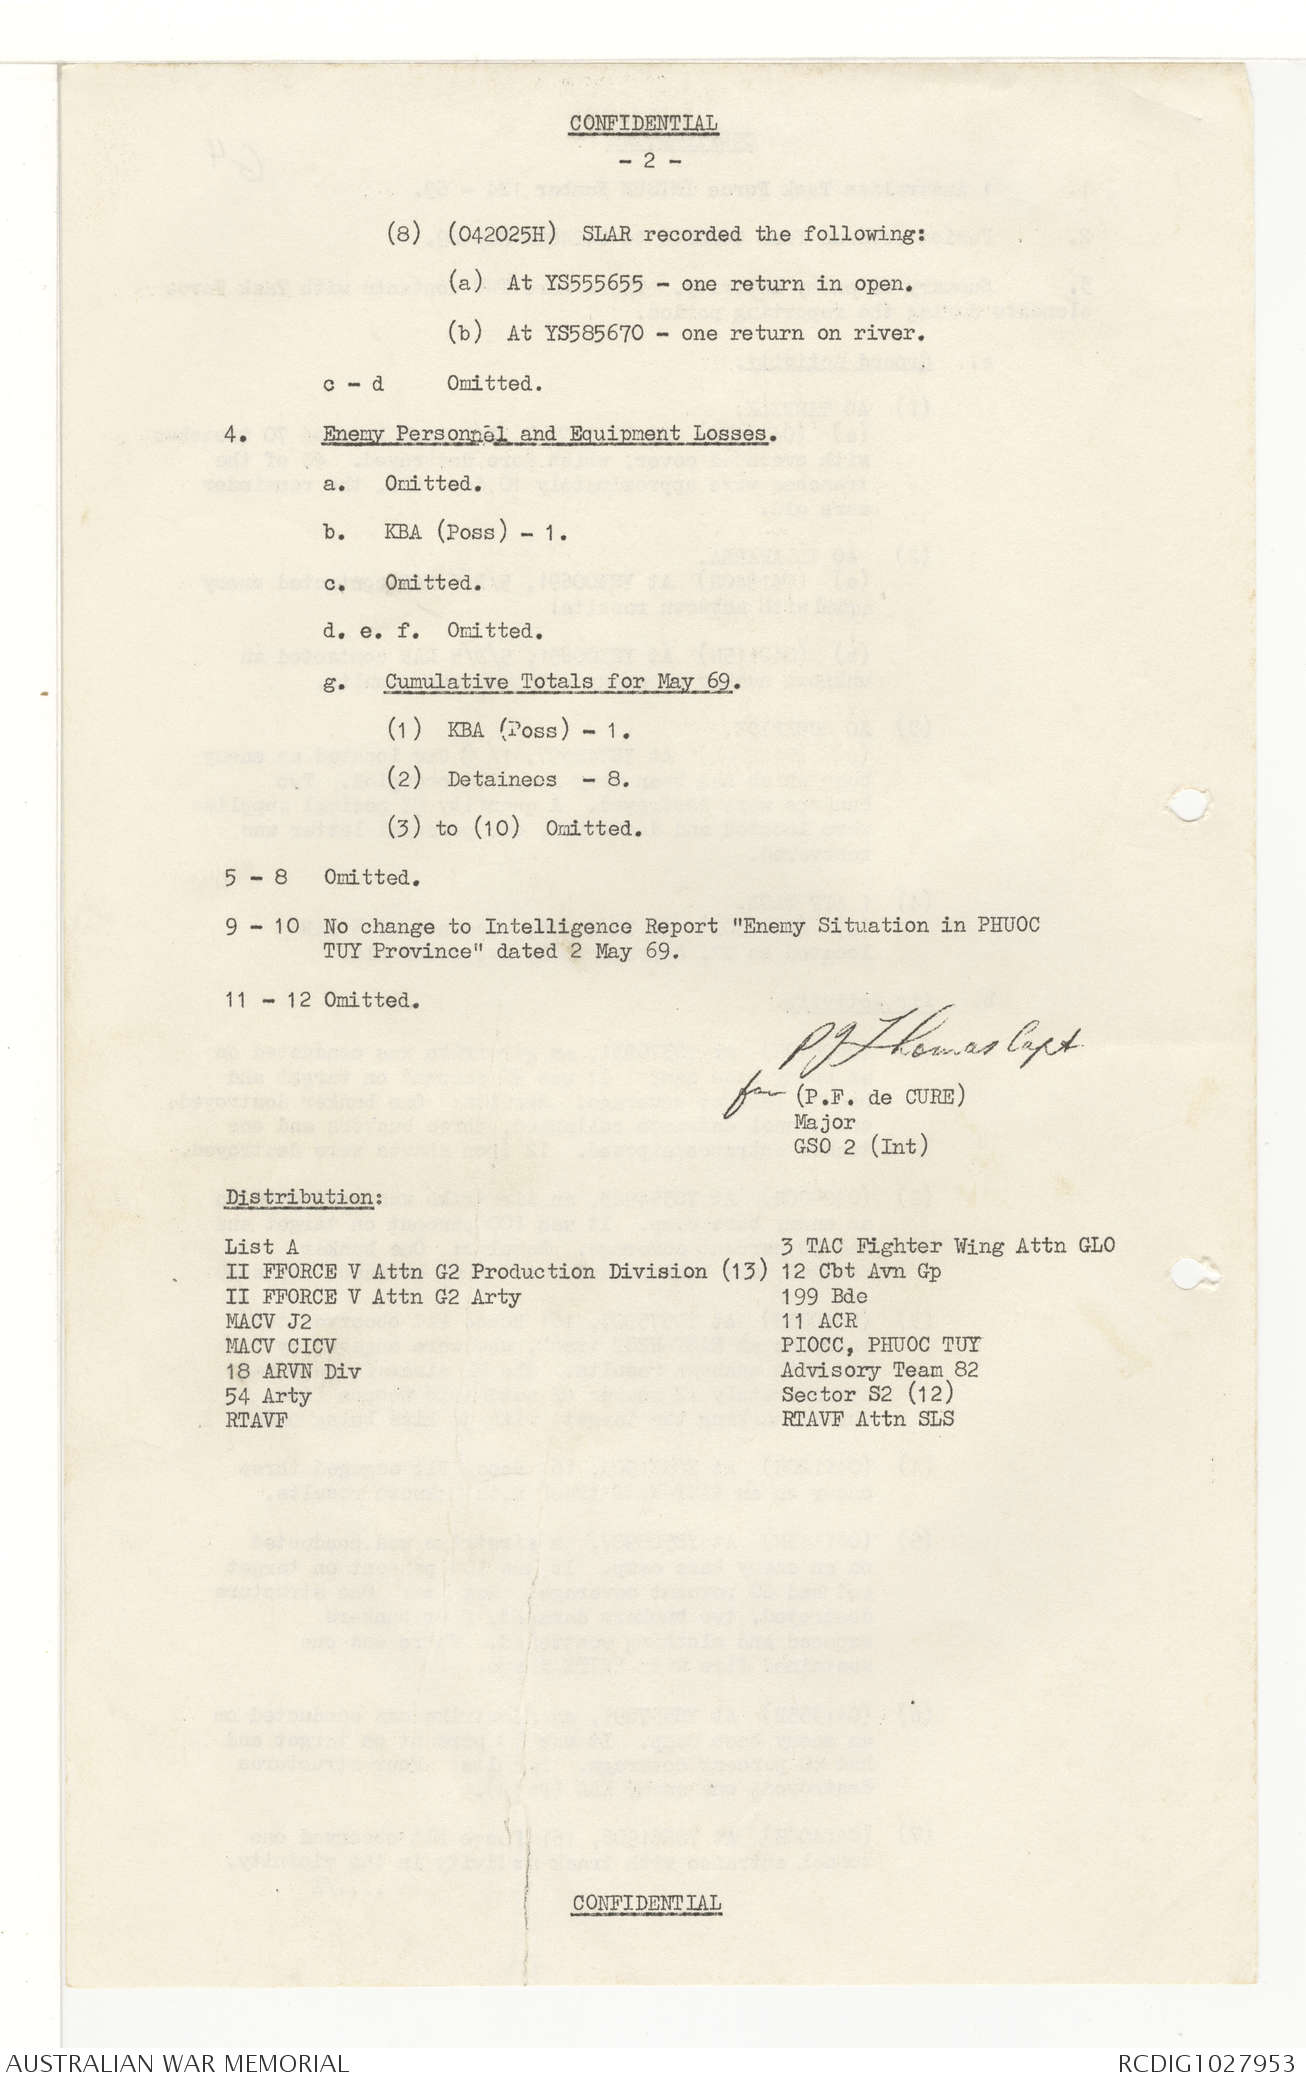 CONFIDENTIAL
- 2 -
(8) (042025H) SLAR recorded the following:
(a) At YS555655 - one return in open.
(b) At YS585670 - one return on river.
c - d Omitted.
4. Enemy Personnel and Equipment Losses.
a. Omitted.
b. KBA (Poss) - 1.
c. Omitted.
d. e. f. Omitted.
g. Cumulative Totals for May 69.
(1) KBA (Poss) - 1.
(2) Detainees - 8.
(3) to (10) Omitted.
5 - 8 Omitted.
9 - 10 No change to Intelligence Report "Enemy Situation in PHUOC
TUY Province" dated 2 May 69.
11 - 12 Omitted.
PJ Thomas Capt
for (P.F. de CURE)
Major
GSO 2 (Int)
Distribution:
List A
II FFORCE V Attn G2 Production Division (13)
II FFORCE V Attn G2 Arty
MACV J2
MACV CICV
18 ARVN Div
54 Arty
RTAVF
3 TAC Fighter Wing Attn GLO
12 Cbt Avn Gp
199 Bde
11 ACR
PIOCC, PHUOC TUY
Advisory Team 82
Sector S2 (12)
RTAVF Attn SLS
CONFIDENTIAL
AUSTRALIAN WAR MEMORIAL
RCDIG1027953